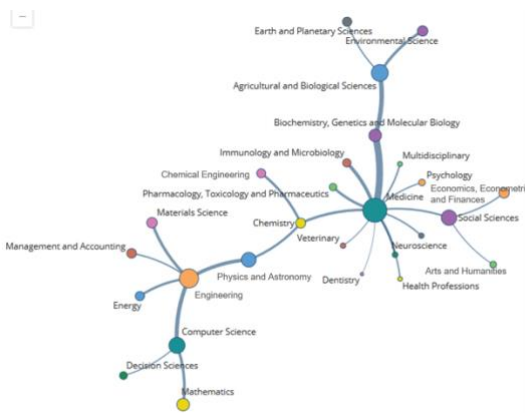 Earth and Planetary Sciences
Environmental Science
Agricultural and Biological Sciences
Biochemistry, Genetics and Molecular Biology
Immunology and Microbiology
Multidisciplinary
Chemical Engineering
Psychology
Pharmacology, Toxicology and Pharmaceutics
Medicine
Economics, Econometri
and Finances
Materials Science
Chemistry
Social Sciences
Veterinary
Neuroscience
Management and Accounting
Physics and Astronomy
Arts and Humanities
Dentistry
Health Professions
Engineering
Energy
Computer Science
Decision Sciences
Mathematics